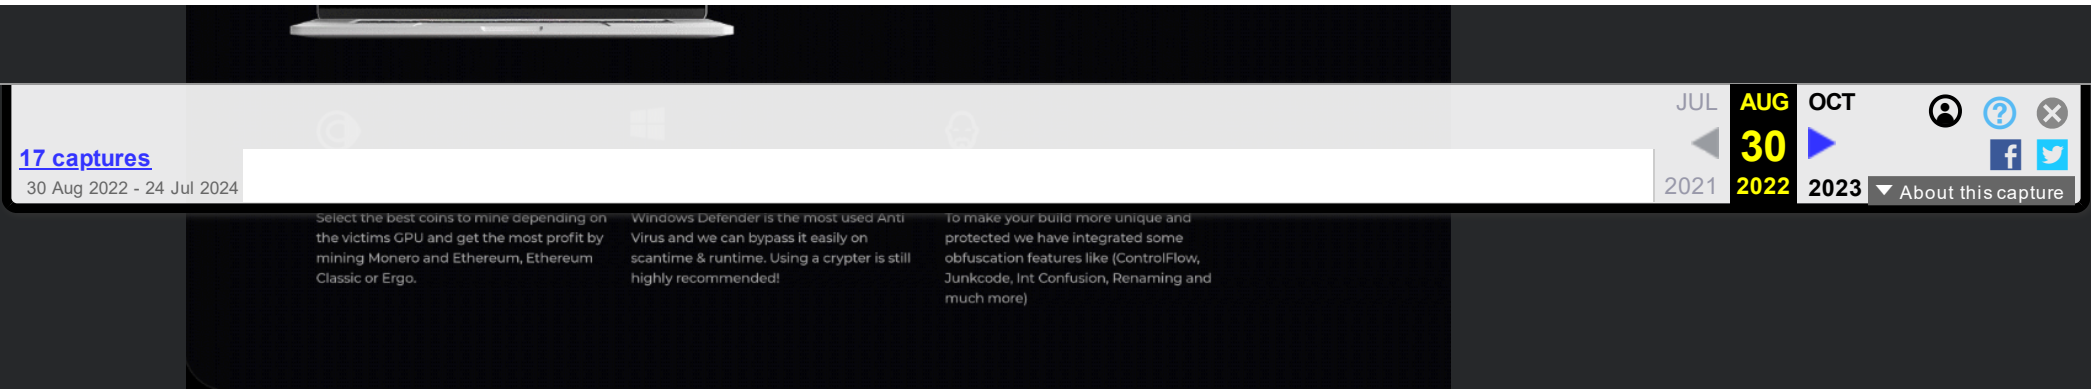 JUL AUG OCT
17 captures
30
30 Aug 2022 - 24 Jul 2024
2021 2022 2023 ▼ About this capture
Select the best coins to mine depending on
the victims GPU and get the most profit by
mining Monero and Ethereum, Ethereum
Classic or Ergo.
Windows Defender is the most used Anti
Virus and we can bypass it easily on
scantime & runtime. Using a crypter is still
highly recommended!
To make your build more unique and
protected we have integrated some
obfuscation features like (ControlFlow,
Junkcode, Int Confusion, Renaming and
much more)